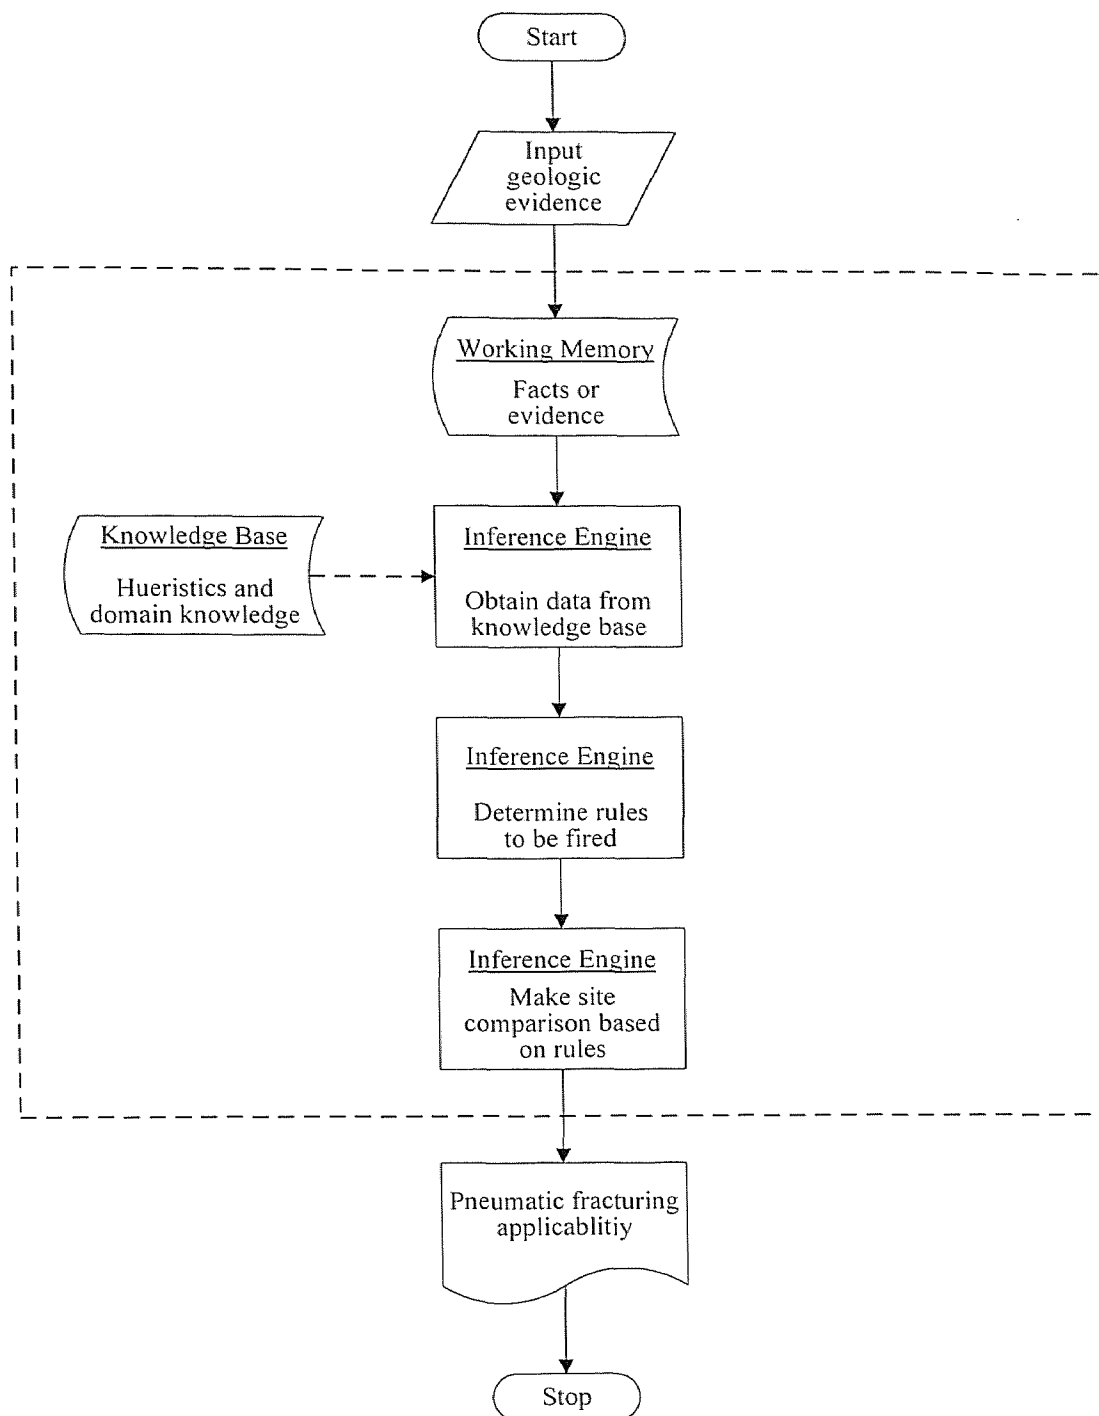 Start
Input
geologic
evidence
Working Memory
Facts or
evidence
Knowledge Base
Hueristics and
domain knowledge
Inference Engine
Obtain data from
knowledge base
Inference Engine
Determine rules
to be fired
Inference Engine
Make site
comparison based
on rules
Pneumatic fracturing
applicablitiy
Stop